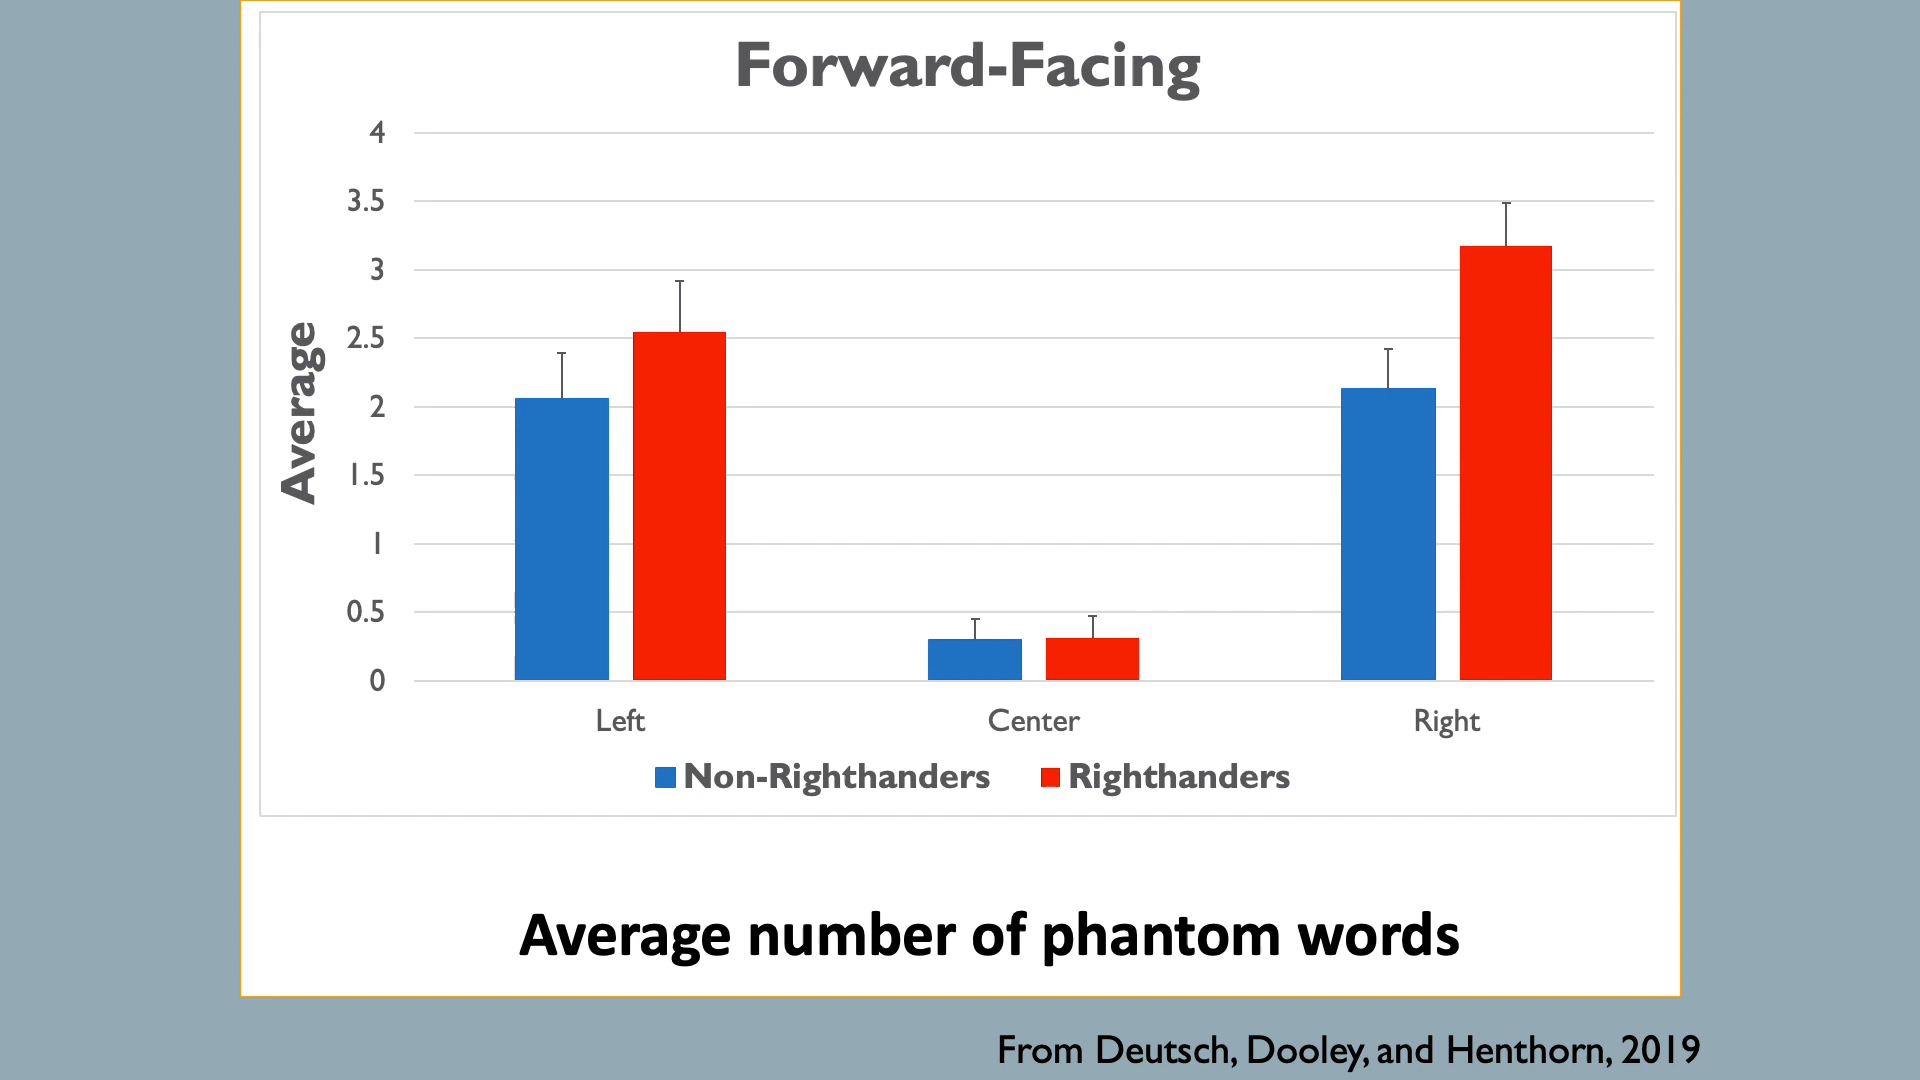 Forward-Facing
4
3.5
3
2.5
2
1.5
1
0.5
0
Average
Left Center Right
Non-Righthanders Righthanders
Average number of phantom words
From Deutsch, Dooley, and Henthorn, 2019